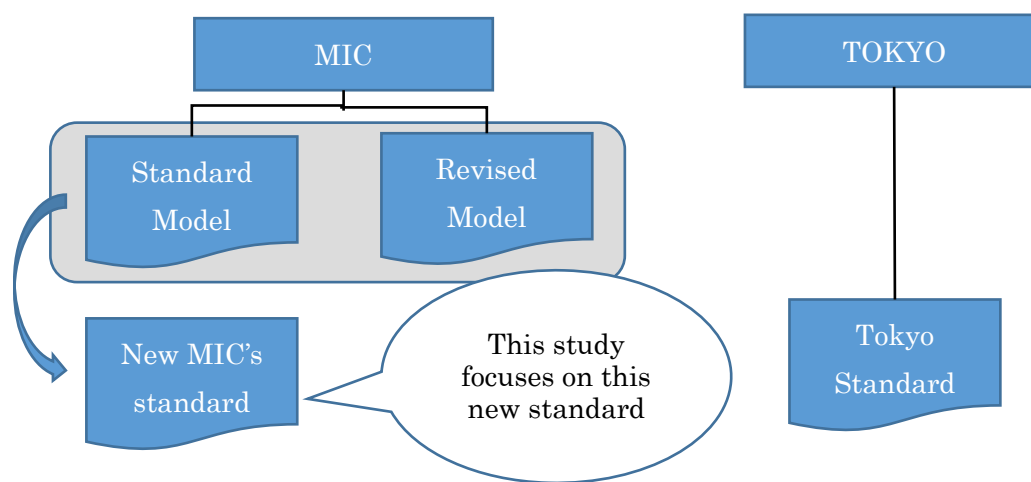 MIC
TOKYO
Standard
Model
Revised
Model
New MIC’s
standard
This study
focuses on this
new standard
Tokyo
Standard